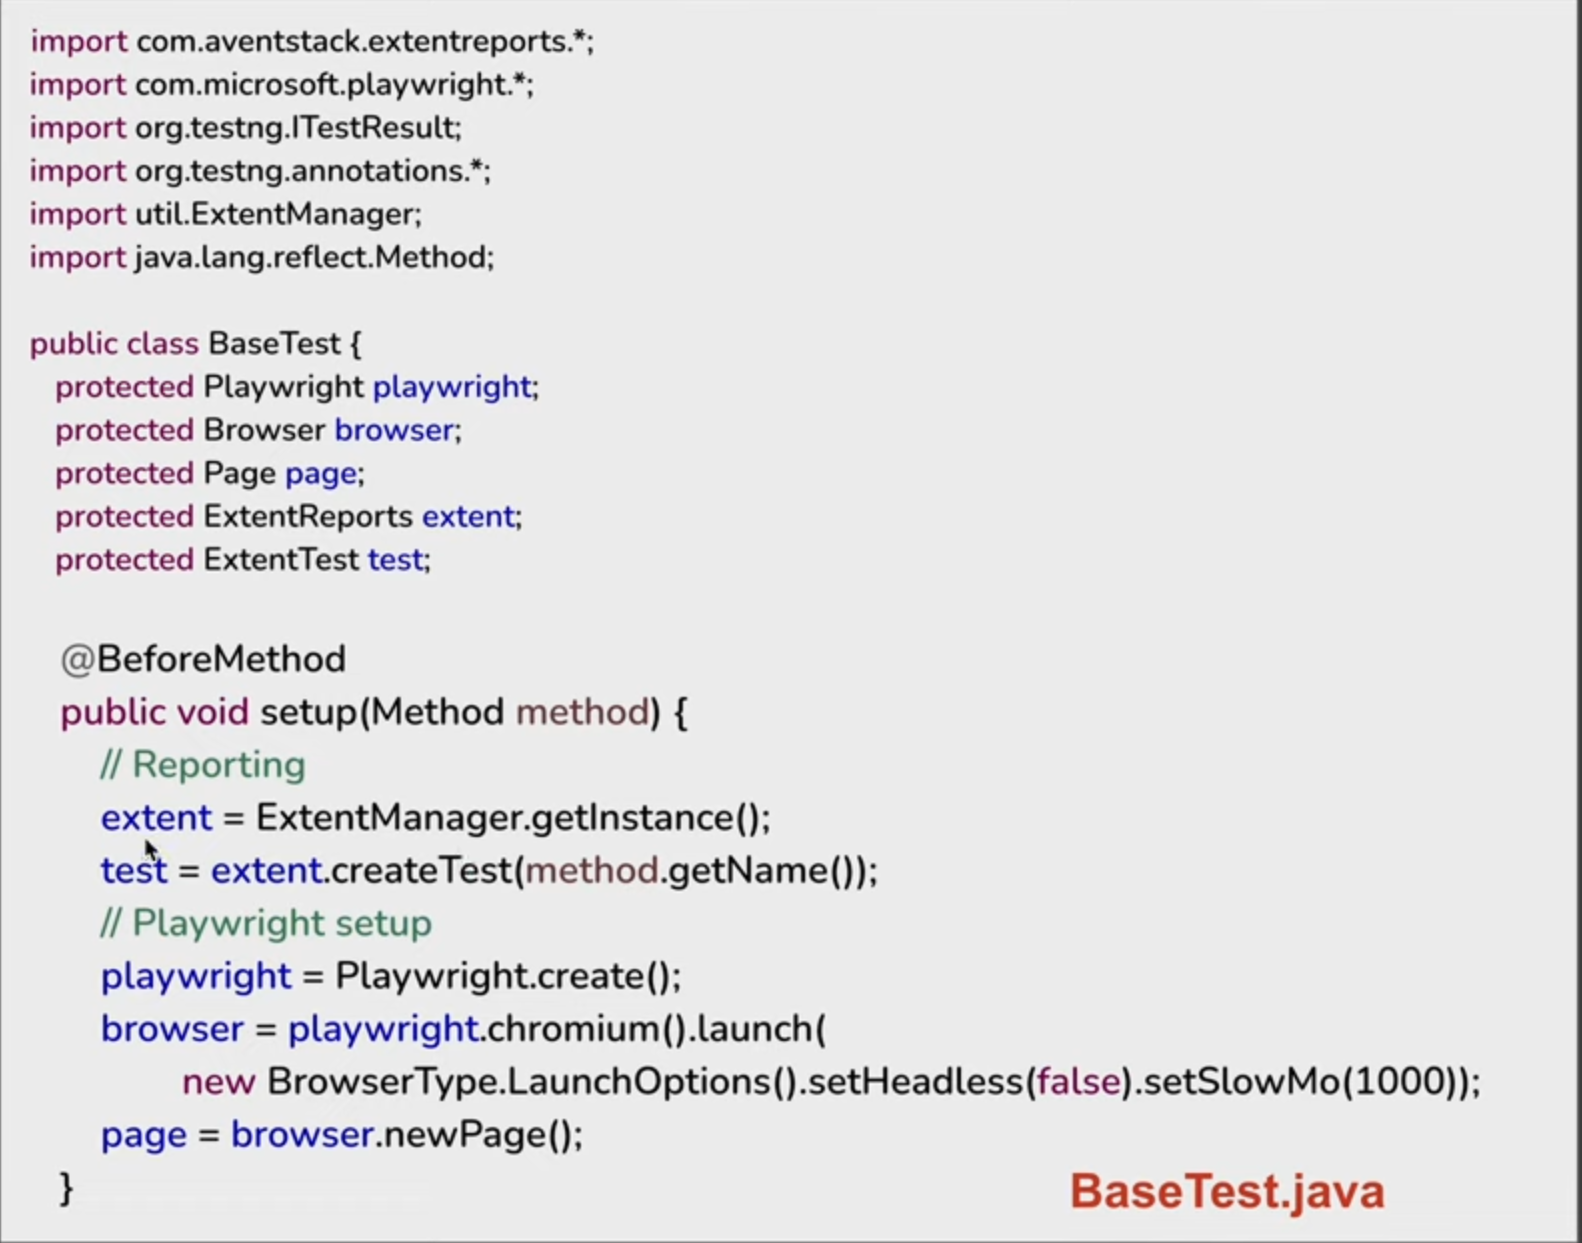 import com.aventstack.extentreports.*;
import com.microsoft.playwright.*;
import org.testng.ITestResult;
import org.testng.annotations.*;
import util.ExtentManager;
import java.lang.reflect.Method;
public class BaseTest {
protected Playwright playwright;
protected Browser browser;
protected Page page;
protected ExtentReports extent;
protected ExtentTest test;
@BeforeMethod
public void setup(Method method) {
// Reporting
extent = ExtentManager.getInstance();
test = extent.createTest(method.getName());
// Playwright setup
playwright = Playwright.create();
browser = playwright.chromium().launch(
new BrowserType.LaunchOptions().setHeadless(false).setSlowMo(1000));
page = browser.newPage();
}
BaseTest.java